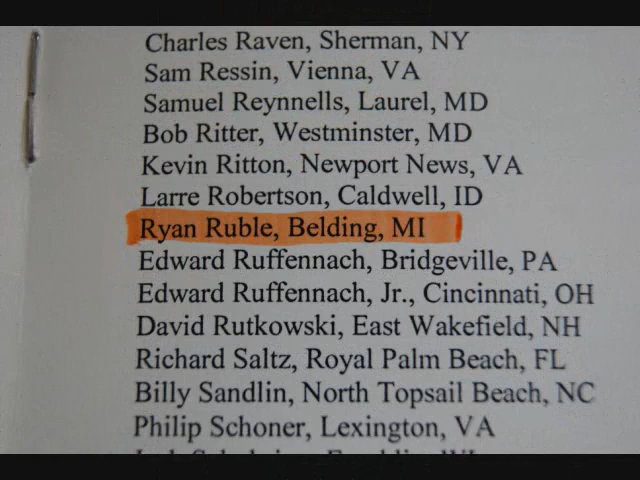 Charles Raven, Sherman, NY
Sam Ressin, Vienna, VA
Samuel Reynnells, Laurel, MD
Bob Ritter, Westminster, MD
Kevin Ritton, Newport News, VA
Larre Robertson, Caldwell, ID
Ryan Ruble, Belding, MI
Edward Ruffennach, Bridgeville, PA
Edward Ruffennach, Jr., Cincinnati, OH
David Rutkowski, East Wakefield, NH
Richard Saltz, Royal Palm Beach, FL
Billy Sandlin, North Topsail Beach, NC
Philip Schoner, Lexington, VA